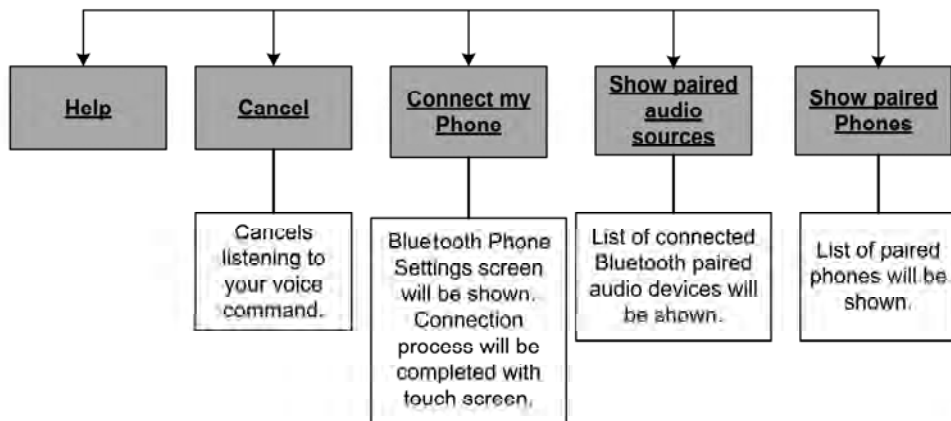 Help
Cancel
Connect my
Phone
Show paired
audio
sources
Show paired
Phones
Cancels
listening to
your voice
command.
Bluetooth Phone
Settings screen
will be shown.
Connection
process will be
completed with
touch screen.
List of connected
Bluetooth paired
audio devices will
be shown.
List of paired
phones will be
shown.